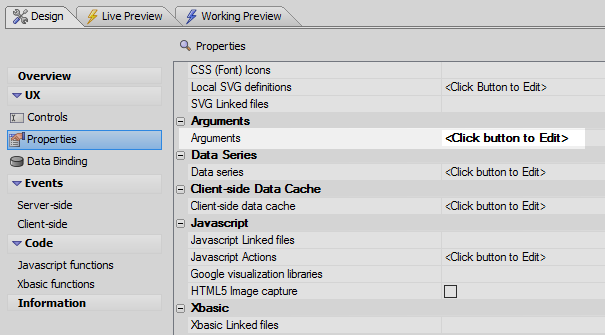 Design Live Preview Working Preview
Properties
Overview
UX
Controls
Properties
Data Binding
Events
Server-side
Client-side
Code
Javascript functions
Xbasic functions
Information
CSS (Font) Icons
Local SVG definitions <Click Button to Edit>
SVG Linked files
Arguments
Arguments <Click button to Edit>
Data Series
Data series <Click button to Edit>
Client-side Data Cache
Client-side data cache <Click button to Edit>
Javascript
Javascript Linked files
Javascript Actions <Click button to Edit>
Google visualization libraries
HTML5 Image capture
Xbasic
Xbasic Linked files